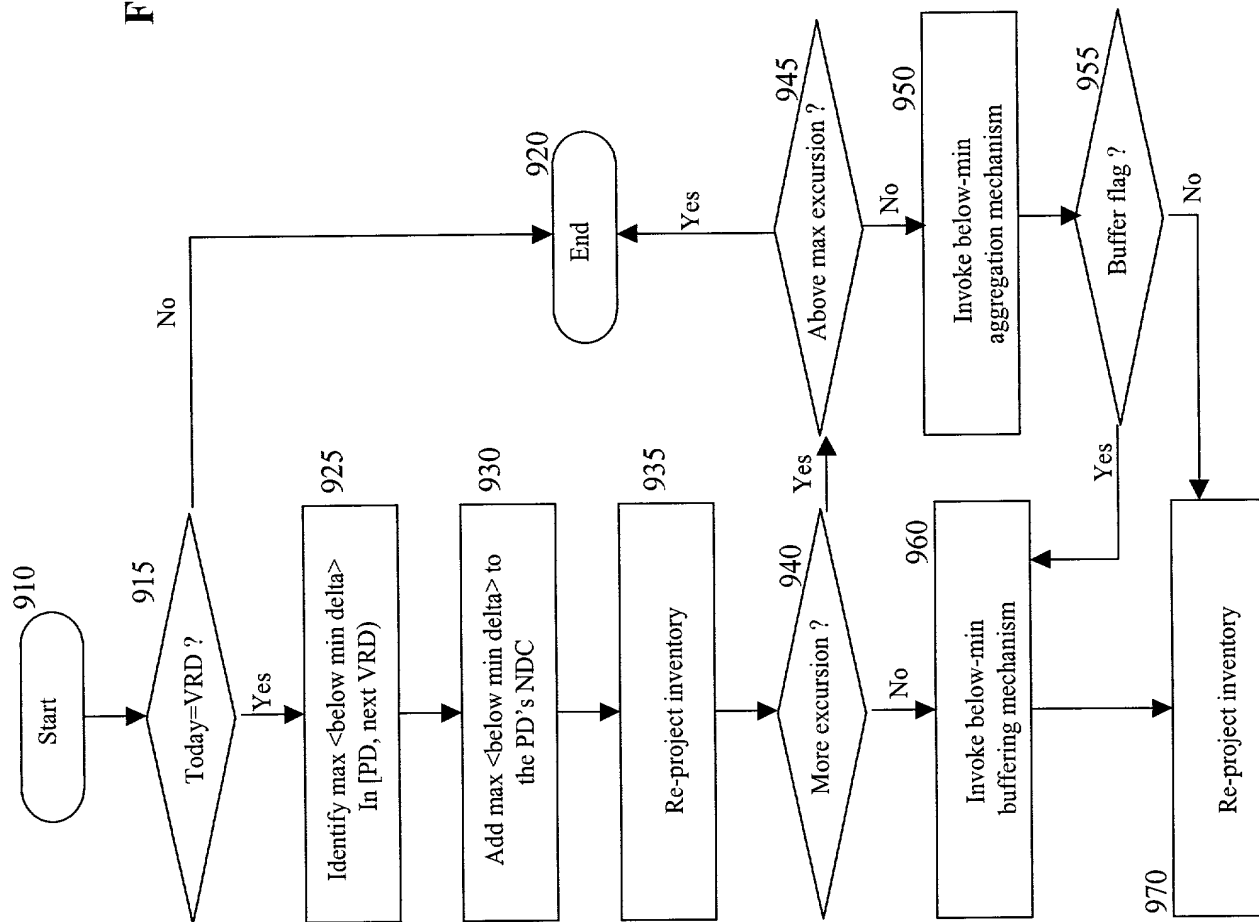 F
910
Start
915
Today=VRD ?
No
Yes
925
Identify max <below min delta>
In [PD, next VRD)
930
Add max <below min delta> to
the PD's NDC
935
Re-project inventory
940
More excursion ?
Yes
No
920
End
945
Above max excursion ?
Yes
No
950
Invoke below-min
aggregation mechanism
955
Buffer flag ?
Yes
No
960
Invoke below-min
buffering mechanism
970
Re-project inventory